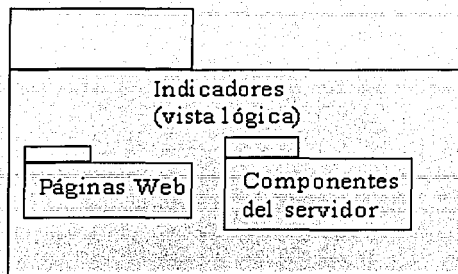 Indicadores
(vista lógica)
Páginas Web
Componentes
del servidor